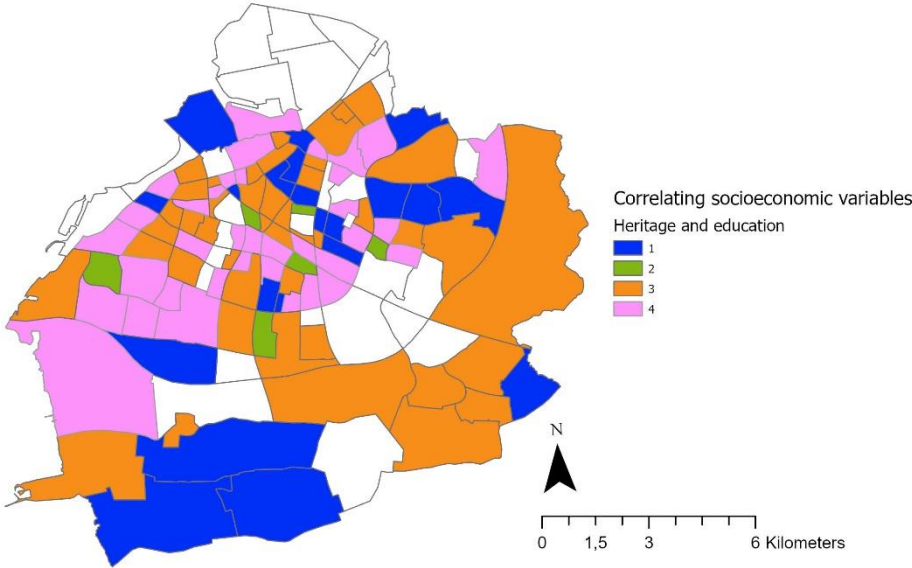 Correlating socioeconomic variables
Heritage and education
1
2
3
4
N
0 1,5 3 6 Kilometers